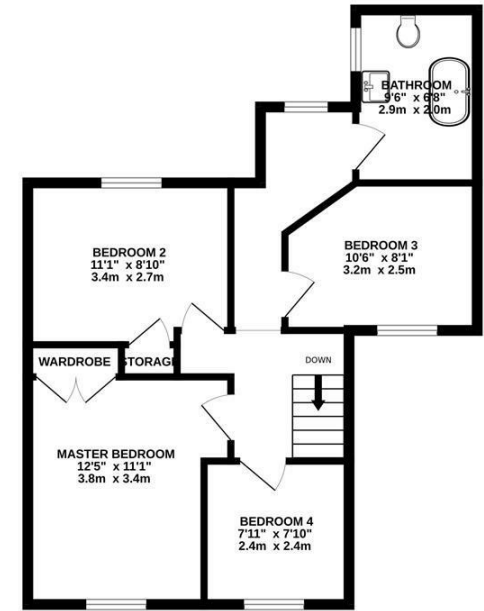 BATHROOM
9'6" x 6'8"
2.9m x 2.0m
BEDROOM 2
11'1" x 8'10"
3.4m x 2.7m
BEDROOM 3
10'6" x 8'1"
3.2m x 2.5m
WARDROBE
STORAGE
DOWN
MASTER BEDROOM
12'5" x 11'1"
3.8m x 3.4m
BEDROOM 4
7'11" x 7'10"
2.4m x 2.4m